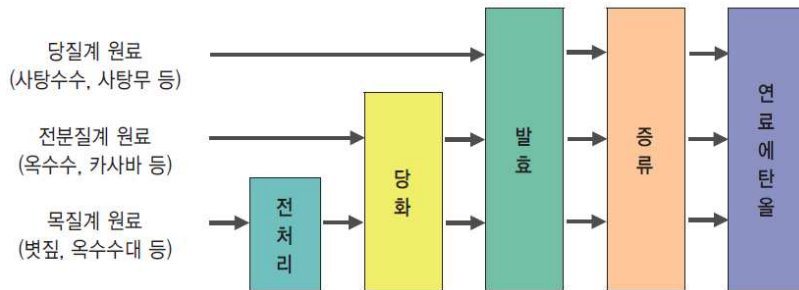 당질계 원료
(사탕수수, 사탕무 등)
전분질계 원료
(옥수수, 카사바 등)
목질계 원료
(볏짚, 옥수수대 등)
전처리
당화
발효
증류
연료에탄올